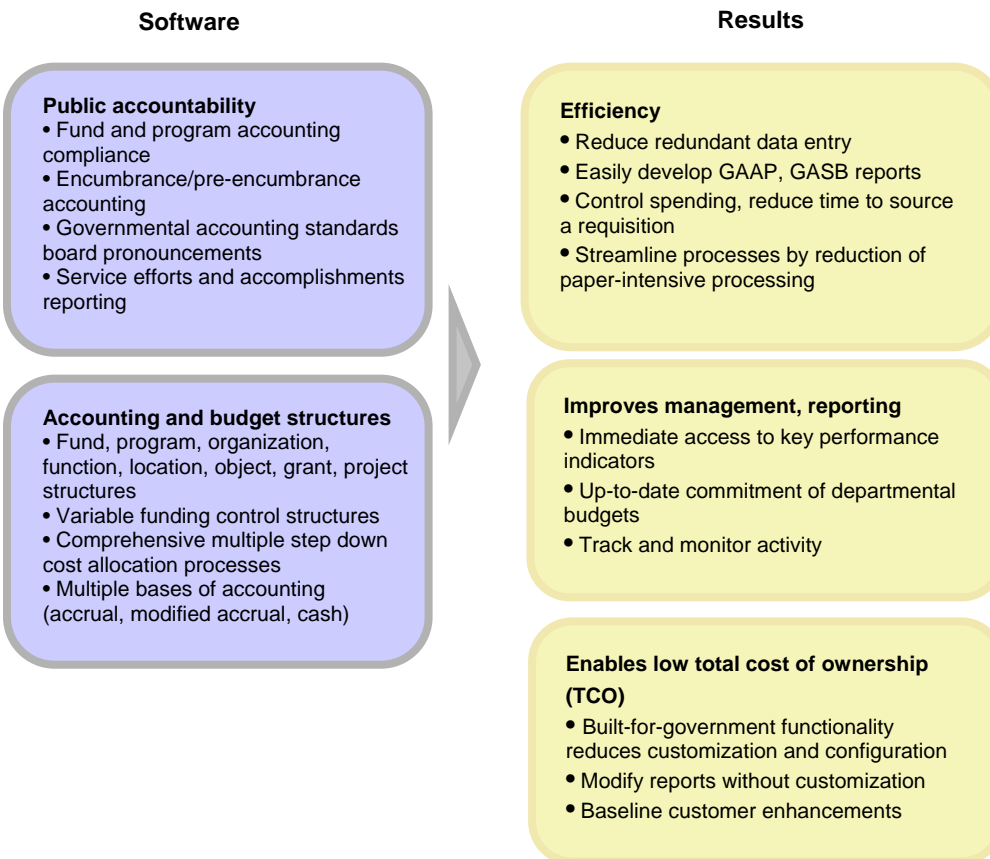 Software
Public accountability
• Fund and program accounting
compliance
• Encumbrance/pre-encumbrance
accounting
• Governmental accounting standards
board pronouncements
• Service efforts and accomplishments
reporting
Accounting and budget structures
• Fund, program, organization,
function, location, object, grant, project
structures
• Variable funding control structures
• Comprehensive multiple step down
cost allocation processes
• Multiple bases of accounting
(accrual, modified accrual, cash)
Results
Efficiency
• Reduce redundant data entry
• Easily develop GAAP, GASB reports
• Control spending, reduce time to source
a requisition
• Streamline processes by reduction of
paper-intensive processing
Improves management, reporting
• Immediate access to key performance
indicators
• Up-to-date commitment of departmental
budgets
• Track and monitor activity
Enables low total cost of ownership
(TCO)
• Built-for-government functionality
reduces customization and configuration
• Modify reports without customization
• Baseline customer enhancements